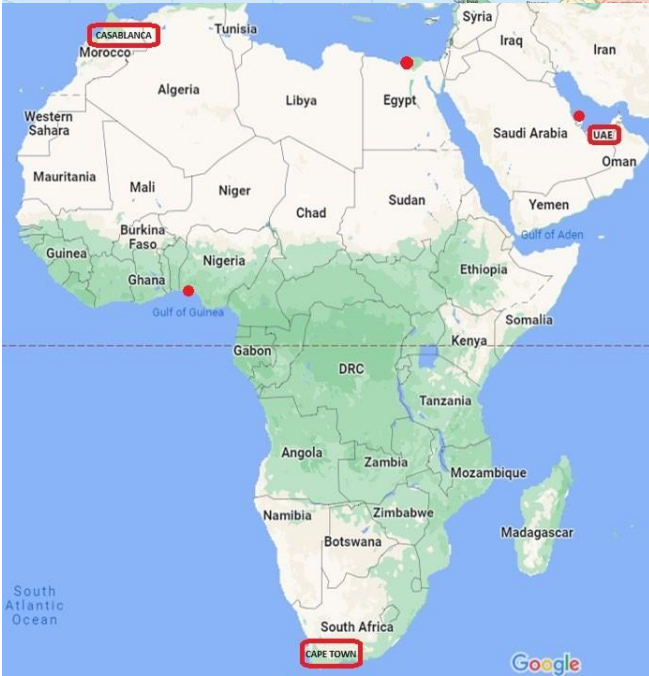 Syria
Tunisia
CASABLANCA
Iraq
Iran
Morocco
Algeria
Libya
Egypt
Western
Sahara
Saudi Arabia
UAE
Oman
Mauritania
Mali
Niger
Chad
Sudan
Yemen
Burkina
Faso
Gulf of Aden
Guinea
Nigeria
Ghana
Ethiopia
Gulf of Guinea
Somalia
Kenya
Gabon
DRC
Tanzania
Angola
Zambia
Mozambique
Namibia
Zimbabwe
Botswana
Madagascar
South
Atlantic
Ocean
South Africa
CAPE TOWN
Google